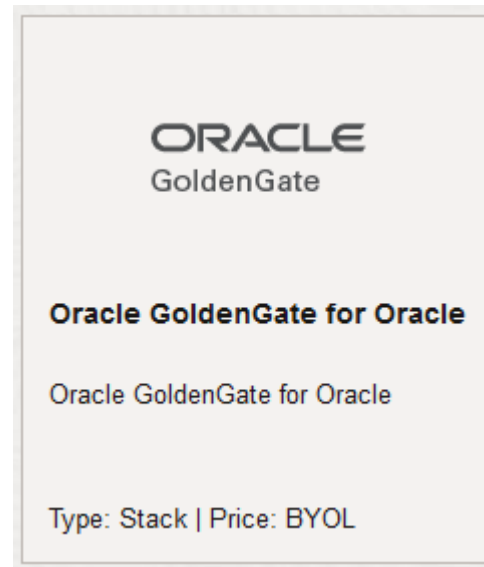 ORACLE
GoldenGate
Oracle GoldenGate for Oracle
Oracle GoldenGate for Oracle
Type: Stack | Price: BYOL